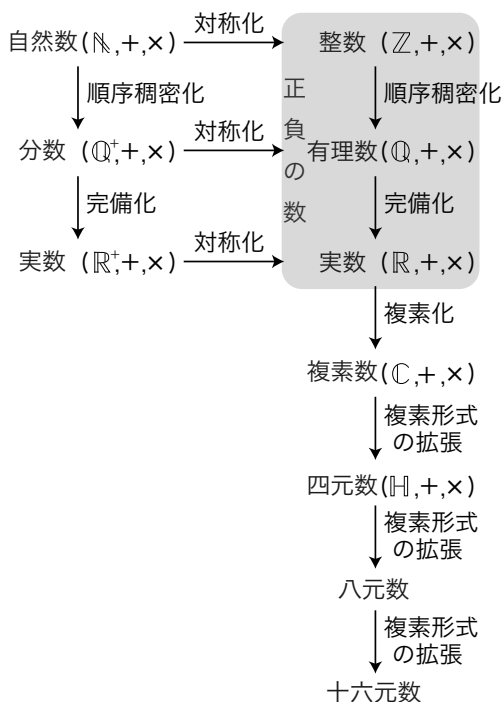 自然数(ℕ,+,×)
対称化
整数 (ℤ,+,×)
順序稠密化
正負の数
順序稠密化
分数 (ℚ⁺,+,×)
対称化
有理数(ℚ,+,×)
完備化
完備化
実数 (ℝ⁺,+,×)
対称化
実数 (ℝ,+,×)
複素化
複素数(ℂ,+,×)
複素形式
の拡張
四元数(ℍ,+,×)
複素形式
の拡張
八元数
複素形式
の拡張
十六元数